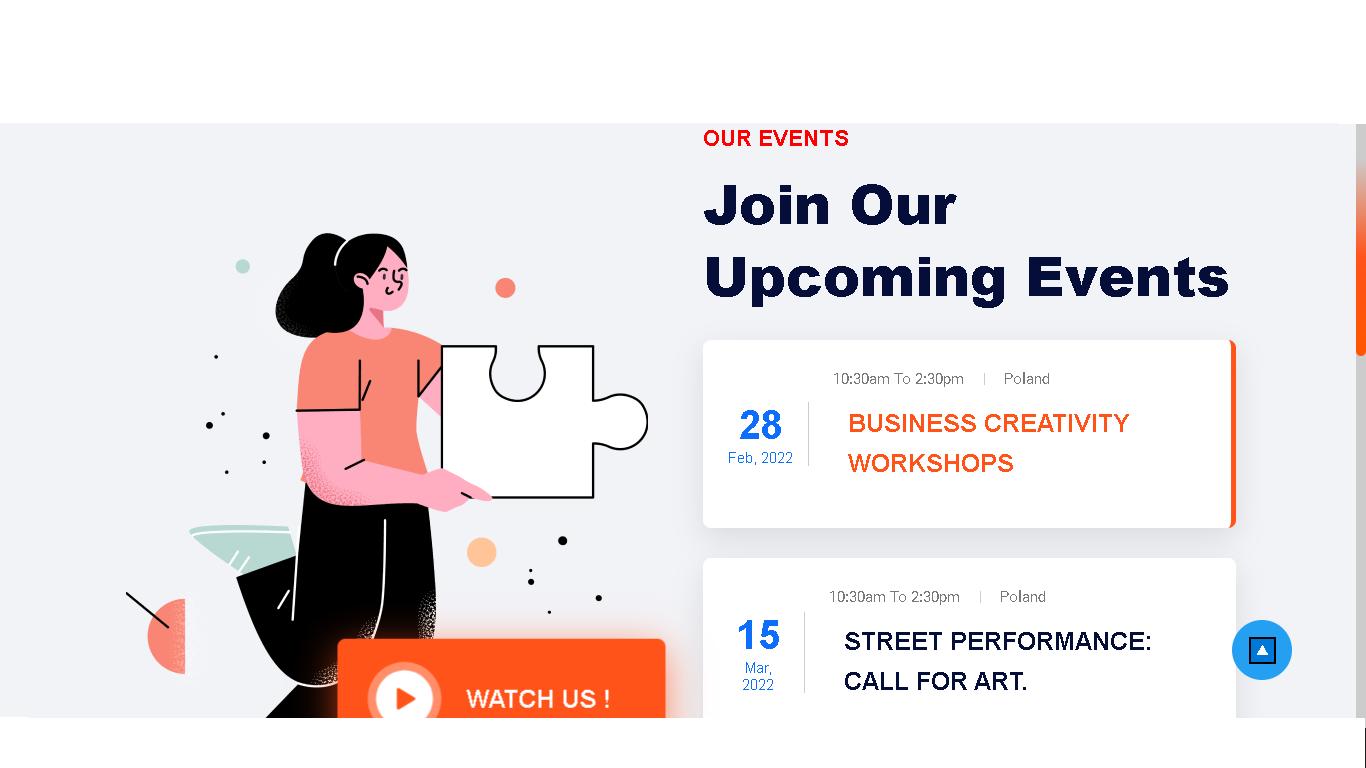 OUR EVENTS
Join Our
Upcoming Events
10:30am To 2:30pm | Poland
28
Feb, 2022
BUSINESS CREATIVITY
WORKSHOPS
10:30am To 2:30pm | Poland
15
Mar,
2022
STREET PERFORMANCE:
CALL FOR ART.
WATCH US !